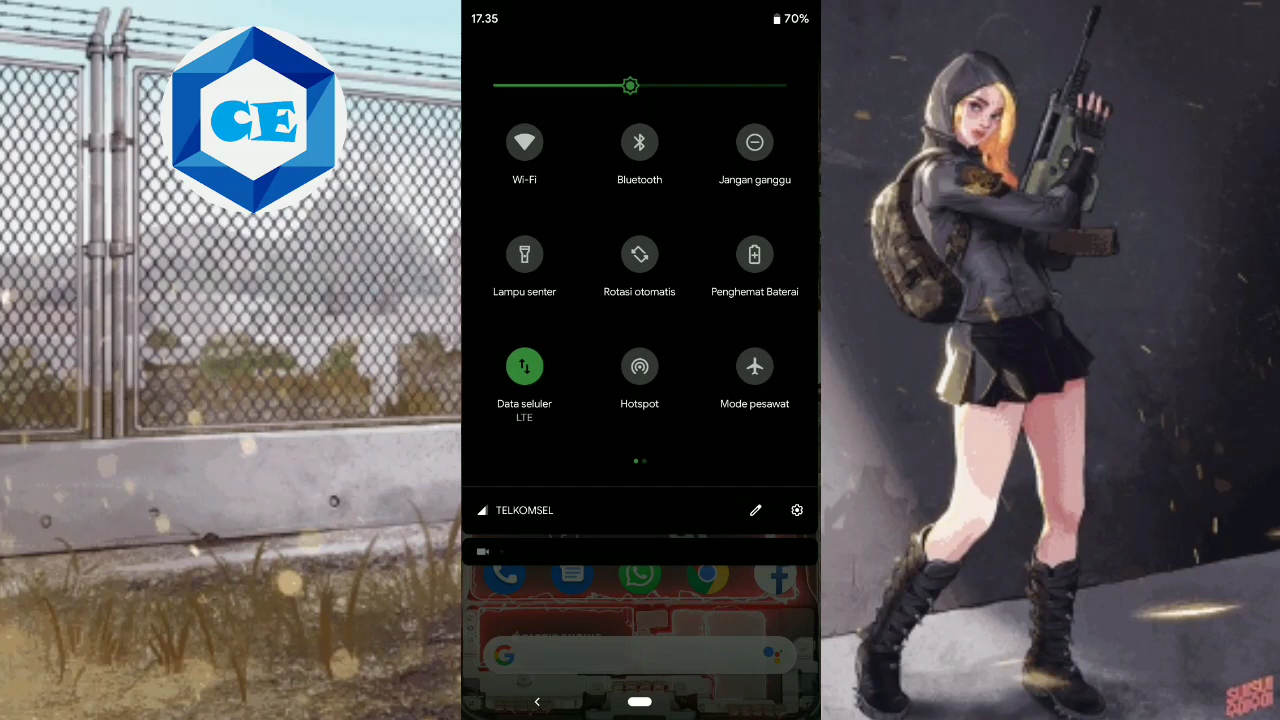 CE
17.35
70%
Wi-Fi
Bluetooth
Jangan ganggu
Lampu senter
Rotasi otomatis
Penghemat Baterai
Data seluler
LTE
Hotspot
Mode pesawat
TELKOMSEL